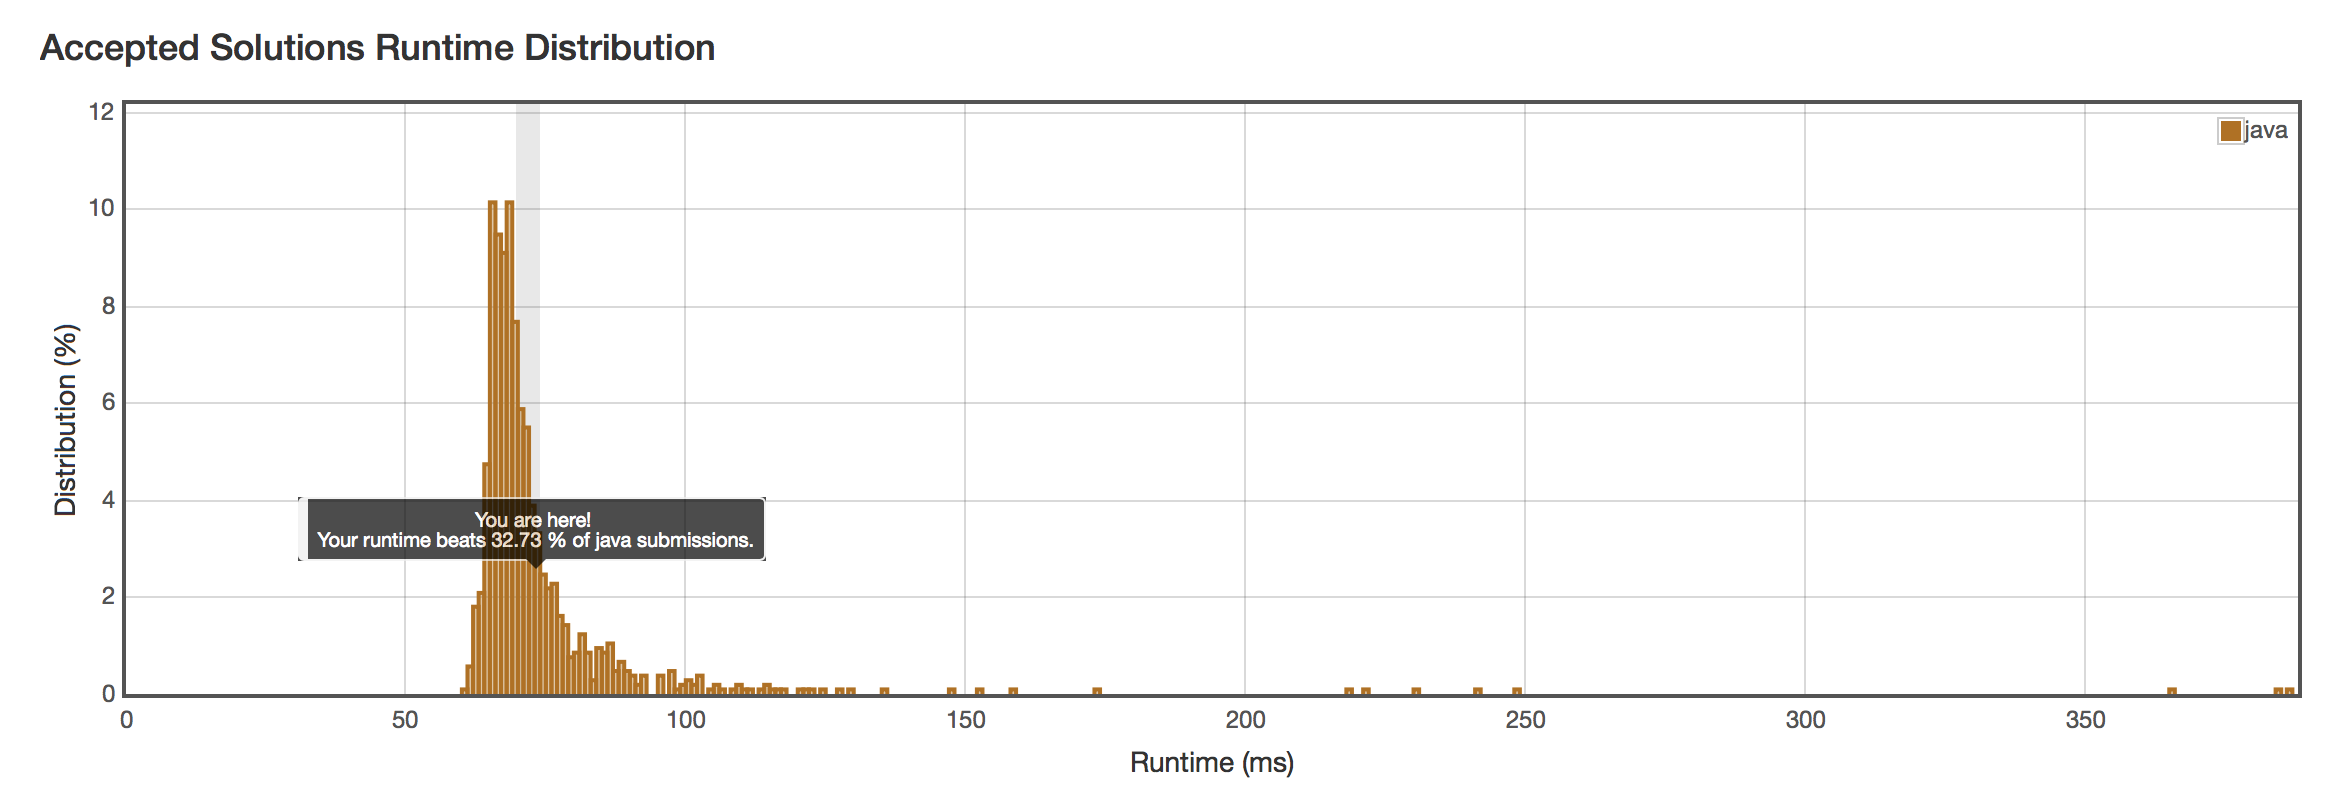 Accepted Solutions Runtime Distribution
12
10
8
6
4
2
0
Distribution (%)
java
You are here!
Your runtime beats 32.73 % of java submissions.
0 50 100 150 200 250 300 350
Runtime (ms)